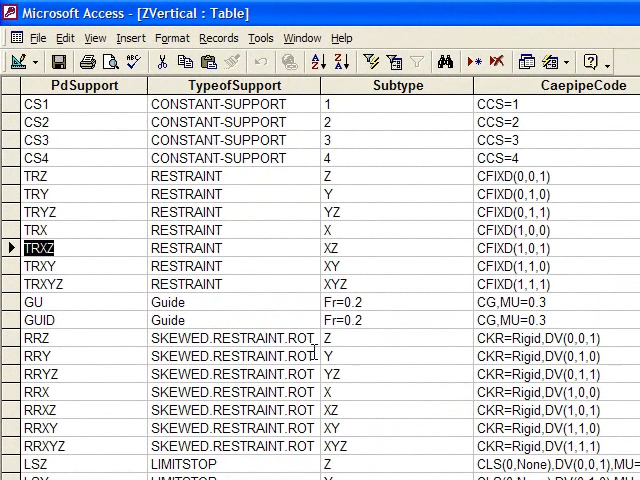 Microsoft Access - [ZVertical : Table]
File Edit View Insert Format Records Tools Window Help
PdSupport TypeofSupport Subtype CaepipeCode
CS1 CONSTANT-SUPPORT 1 CCS=1
CS2 CONSTANT-SUPPORT 2 CCS=2
CS3 CONSTANT-SUPPORT 3 CCS=3
CS4 CONSTANT-SUPPORT 4 CCS=4
TRZ RESTRAINT Z CFIXD(0,0,1)
TRY RESTRAINT Y CFIXD(0,1,0)
TRYZ RESTRAINT YZ CFIXD(0,1,1)
TRX RESTRAINT X CFIXD(1,0,0)
TRXZ RESTRAINT XZ CFIXD(1,0,1)
TRXY RESTRAINT XY CFIXD(1,1,0)
TRXYZ RESTRAINT XYZ CFIXD(1,1,1)
GU Guide Fr=0.2 CG,MU=0.3
GUID Guide Fr=0.2 CG,MU=0.3
RRZ SKEWED.RESTRAINT.ROT Z CKR=Rigid,DV(0,0,1)
RRY SKEWED.RESTRAINT.ROT Y CKR=Rigid,DV(0,1,0)
RRYZ SKEWED.RESTRAINT.ROT YZ CKR=Rigid,DV(0,1,1)
RRX SKEWED.RESTRAINT.ROT X CKR=Rigid,DV(1,0,0)
RRXZ SKEWED.RESTRAINT.ROT XZ CKR=Rigid,DV(1,0,1)
RRXY SKEWED.RESTRAINT.ROT XY CKR=Rigid,DV(1,1,0)
RRXYZ SKEWED.RESTRAINT.ROT XYZ CKR=Rigid,DV(1,1,1)
LSZ LIMITSTOP Z CLS(0,None),DV(0,0,1),MU=